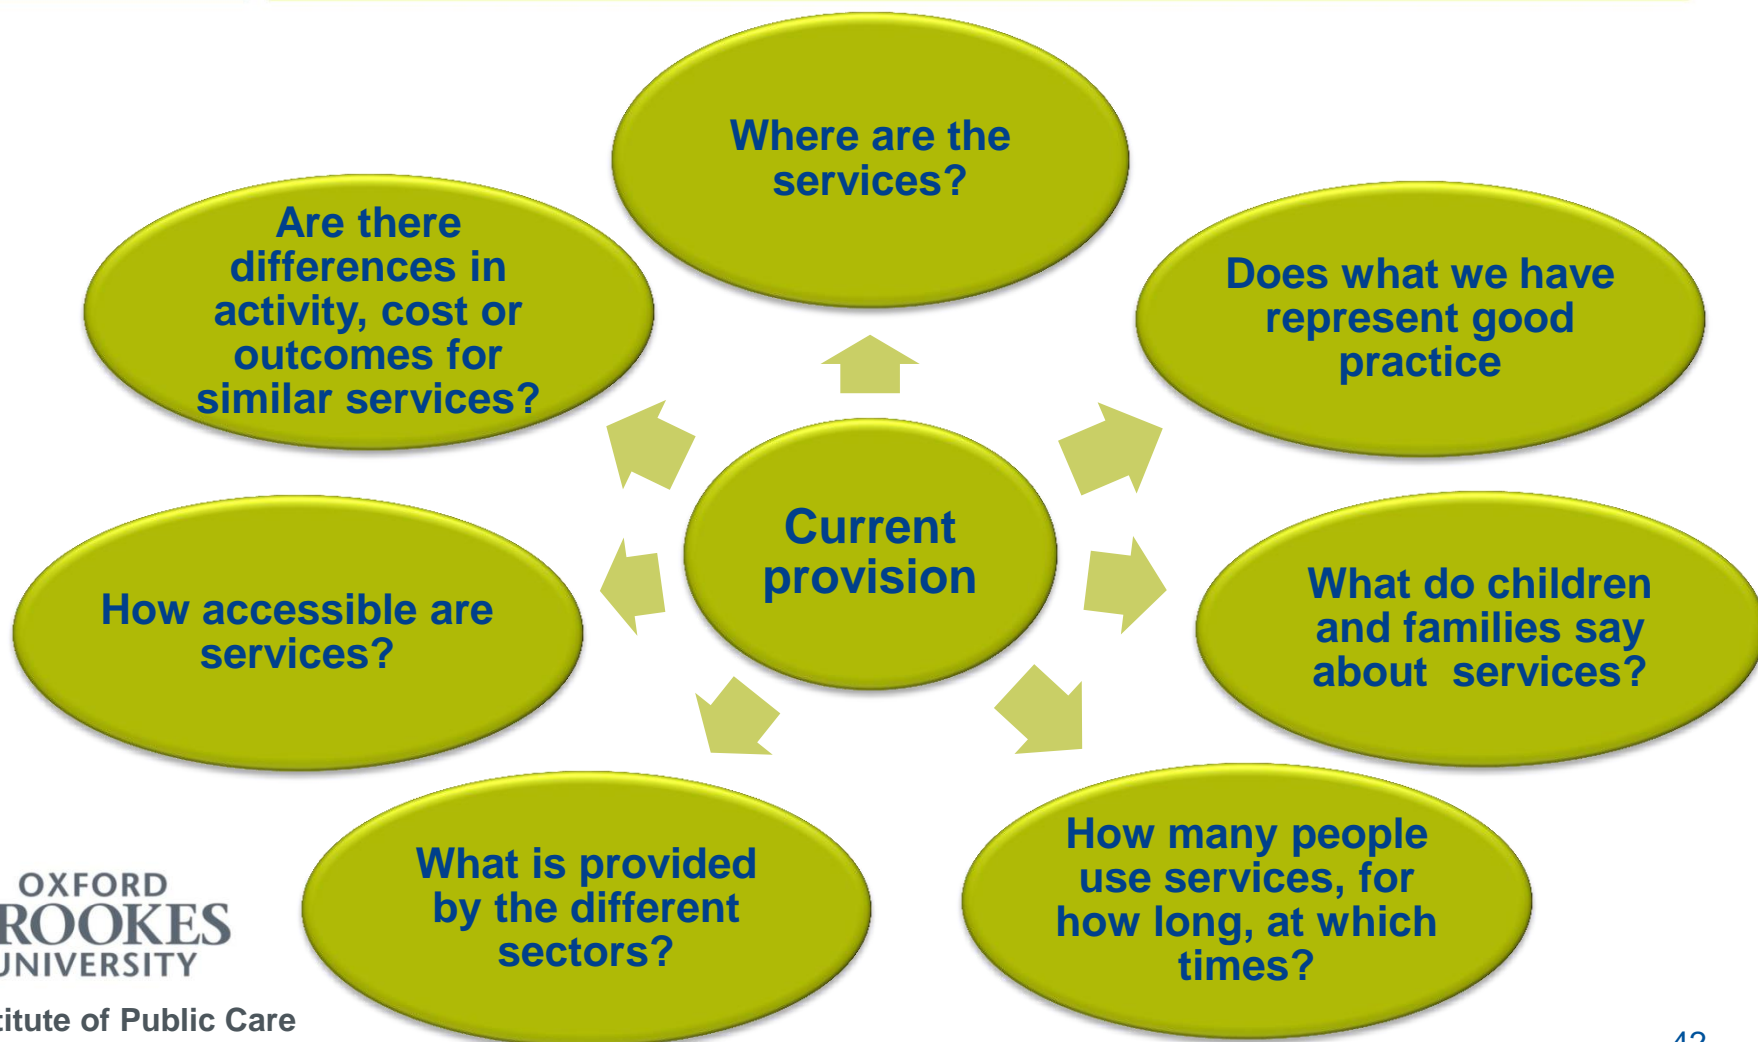 Where are the
services?
Are there
differences in
activity, cost or
outcomes for
similar services?
Does what we have
represent good
practice
Current
provision
How accessible are
services?
What do children
and families say
about  services?
What is provided
by the different
sectors?
How many people
use services, for
how long, at which
times?
OXFORD
ROOKES
UNIVERSITY
titute of Public Care
42